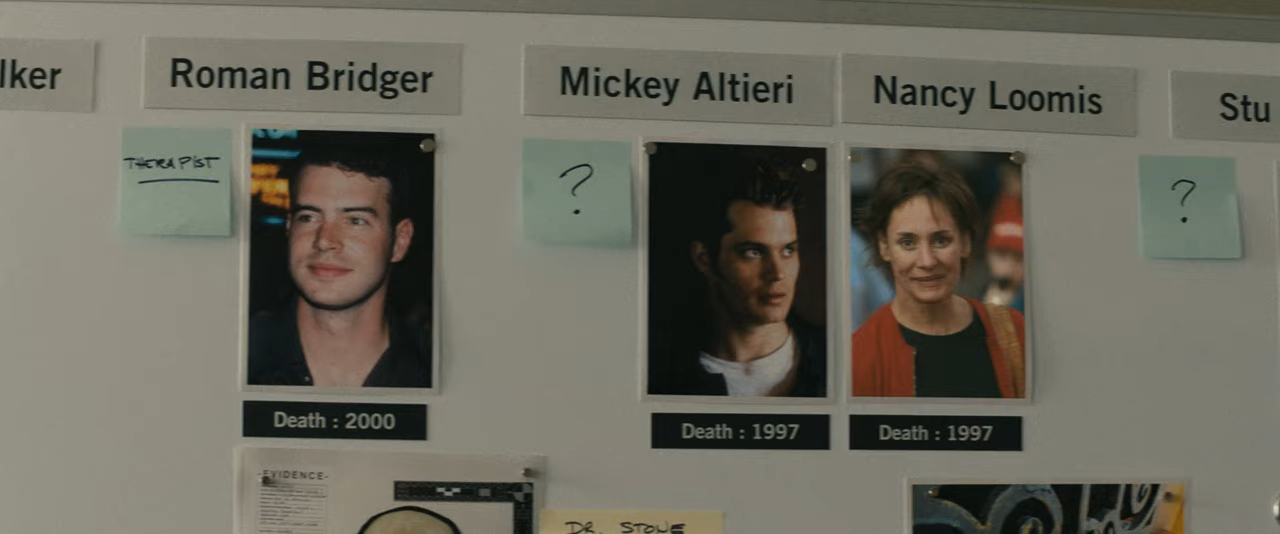 lker
Roman Bridger
Mickey Altieri
Nancy Loomis
Stu
THERAPIST
?
?
Death : 2000
Death : 1997
Death : 1997
-EVIDENCE-
DR. STONE